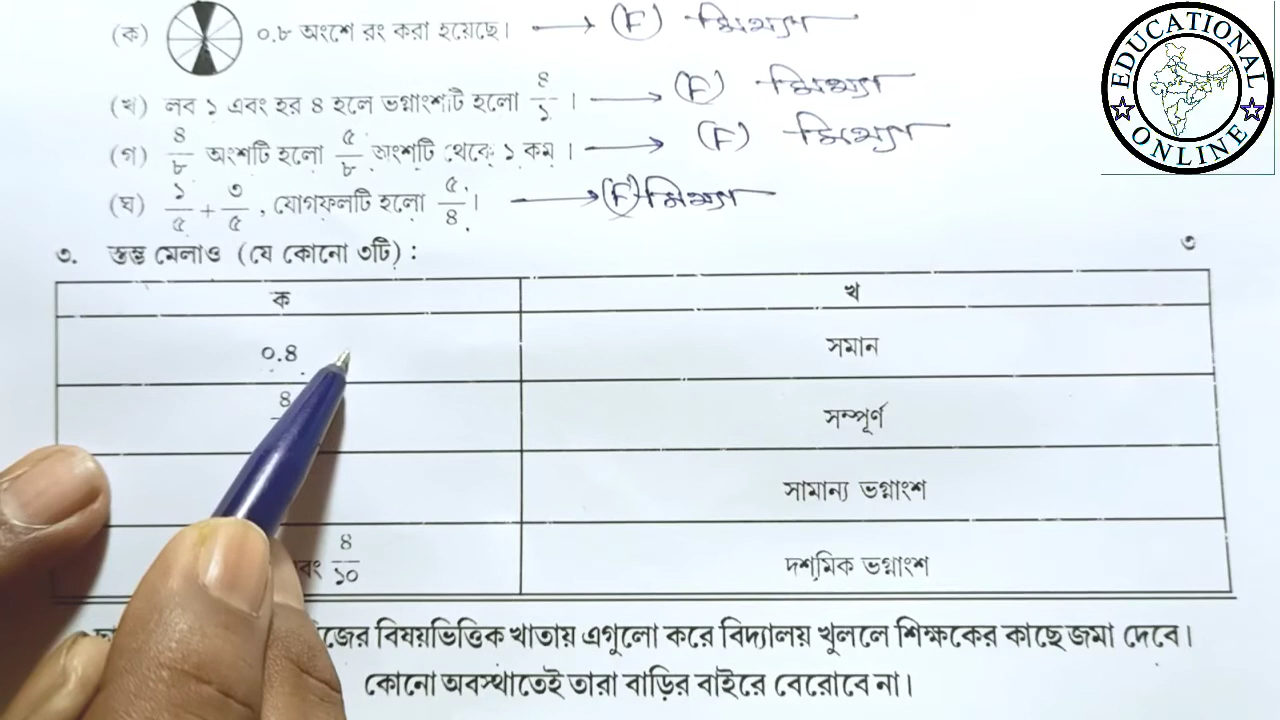 (ক) ০.৮ অংশে রং করা হয়েছে। → (F) মিথ্যা
(খ) লব ১ এবং হর ৪ হলে ভগ্নাংশটি হলো ৪/১ । → (F) মিথ্যা
(গ) ৪/৮ অংশটি হলো ৫/৮ অংশটি থেকে ১ কম্ । → (F) মিথ্যা
(ঘ) ১/৫ + ৩/৫ , যোগফলটি হলো ৫/৪ । → (F) মিথ্যা
৩. স্তম্ভ মেলাও (যে কোনো ৩টি) : ৩
ক খ
০.৪ সমান
৪ সম্পূর্ণ
সামান্য ভগ্নাংশ
৪/১০ দশমিক ভগ্নাংশ
বিষয়ভিত্তিক খাতায় এগুলো করে বিদ্যালয় খুললে শিক্ষকের কাছে জমা দেবে।
কোনো অবস্থাতেই তারা বাড়ির বাইরে বেরোবে না।
EDUCATIONAL
ONLINE